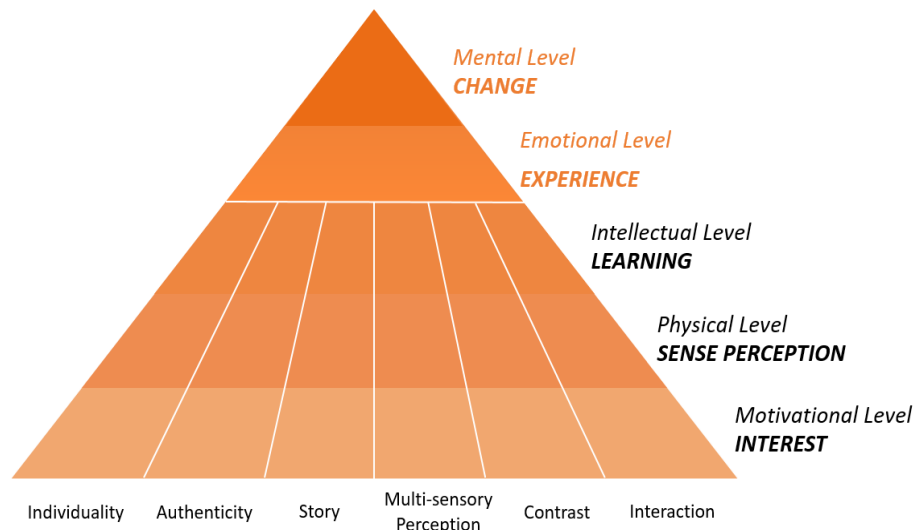 Mental Level
CHANGE
Emotional Level
EXPERIENCE
Intellectual Level
LEARNING
Physical Level
SENSE PERCEPTION
Motivational Level
INTEREST
Individuality
Authenticity
Story
Multi-sensory
Perception
Contrast
Interaction